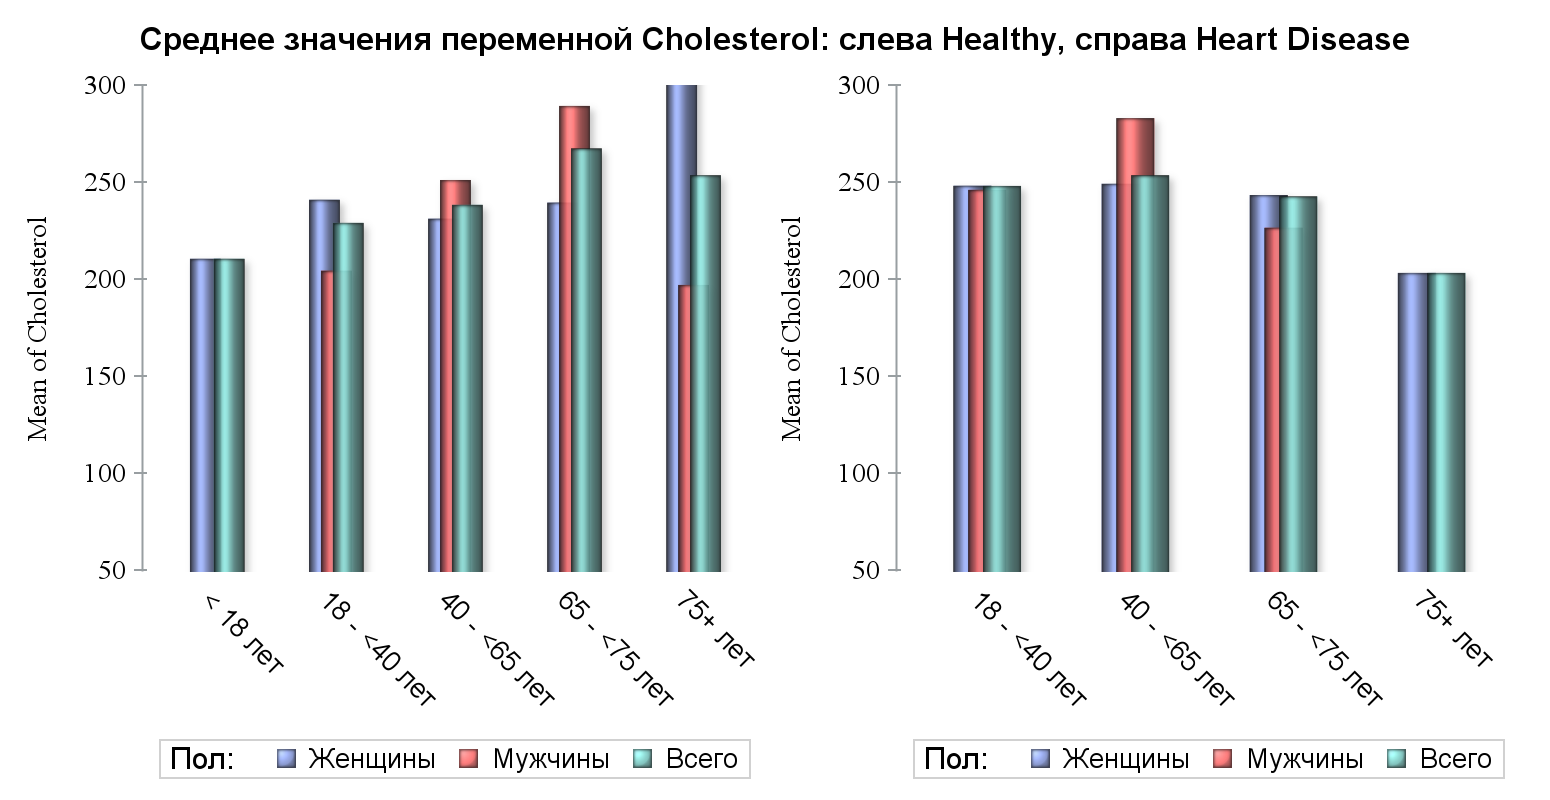 Среднее значения переменной Cholesterol: слева Healthy, справа Heart Disease
Mean of Cholesterol
300
250
200
150
100
50
< 18 лет
18 - <40 лет
40 - <65 лет
65 - <75 лет
75+ лет
Пол: Женщины Мужчины Всего
Mean of Cholesterol
300
250
200
150
100
50
18 - <40 лет
40 - <65 лет
65 - <75 лет
75+ лет
Пол: Женщины Мужчины Всего